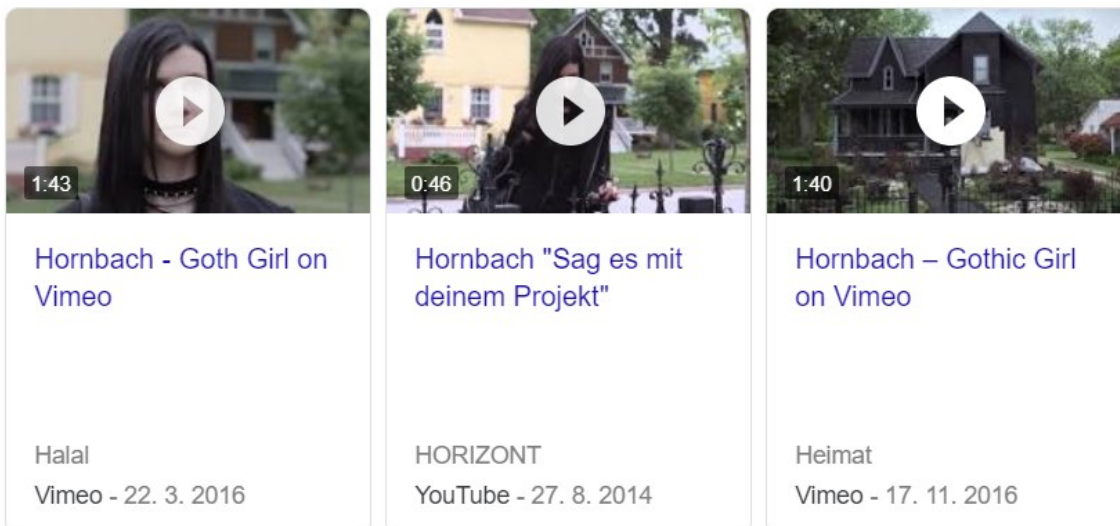 1:43
0:46
1:40
Hornbach - Goth Girl on
Vimeo
Hornbach "Sag es mit
deinem Projekt"
Hornbach – Gothic Girl
on Vimeo
Halal
Vimeo - 22. 3. 2016
HORIZONT
YouTube - 27. 8. 2014
Heimat
Vimeo - 17. 11. 2016